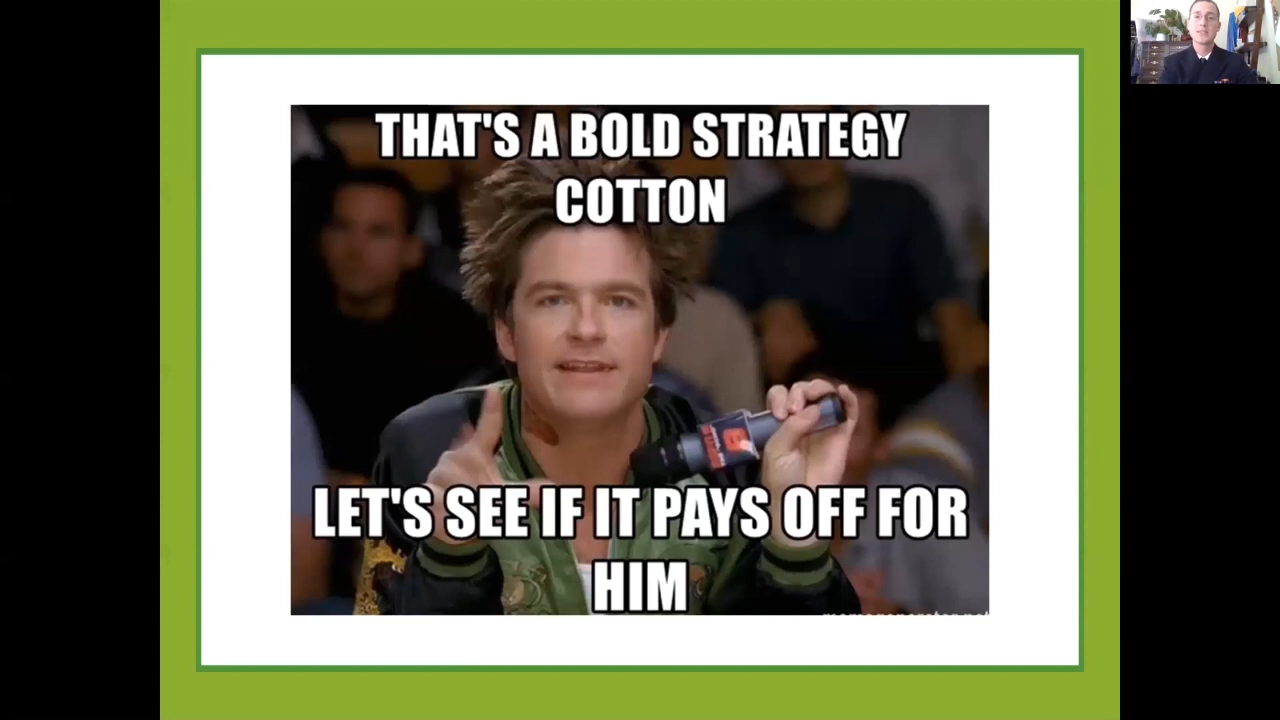 THAT'S A BOLD STRATEGY
COTTON
LET'S SEE IF IT PAYS OFF FOR
HIM